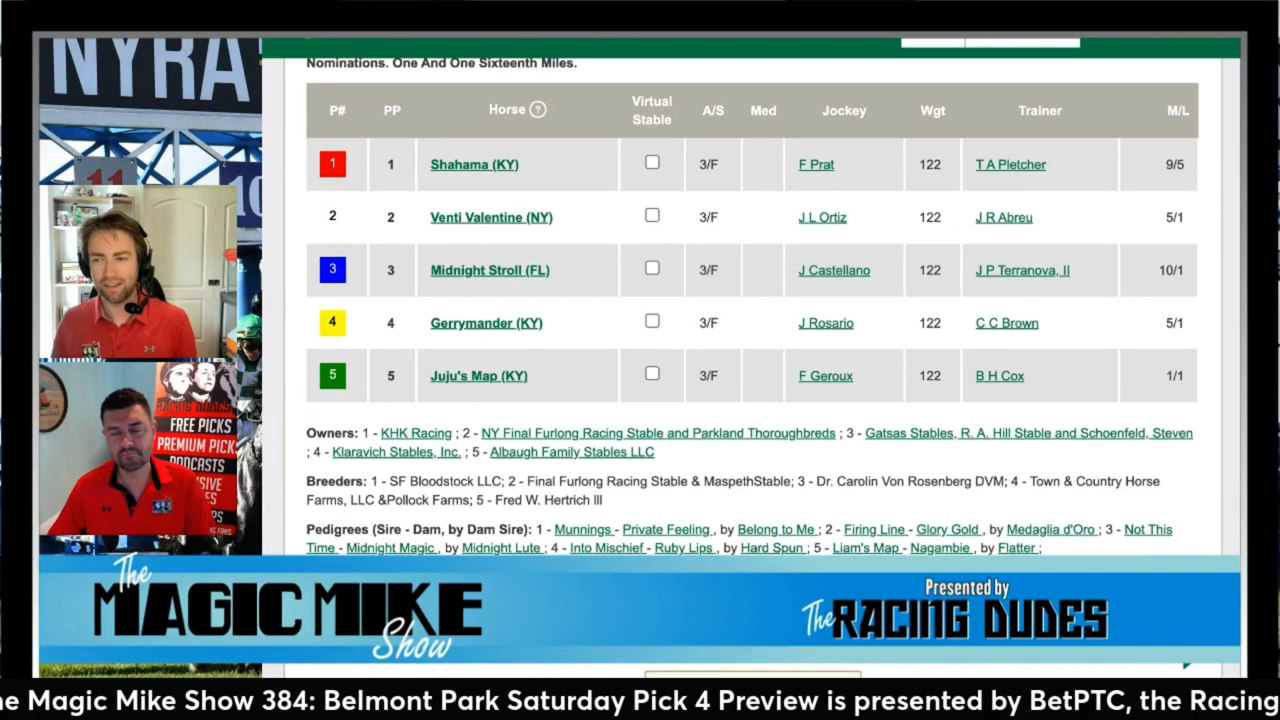 NYRA
11
Nominations. One And One Sixteenth Miles.
P# PP Horse ? Virtual Stable A/S Med Jockey Wgt Trainer M/L
1 1 Shahama (KY) 3/F F Prat 122 T A Pletcher 9/5
2 2 Venti Valentine (NY) 3/F J L Ortiz 122 J R Abreu 5/1
3 3 Midnight Stroll (FL) 3/F J Castellano 122 J P Terranova, II 10/1
4 4 Gerrymander (KY) 3/F J Rosario 122 C C Brown 5/1
5 5 Juju's Map (KY) 3/F F Geroux 122 B H Cox 1/1
Owners: 1 - KHK Racing ; 2 - NY Final Furlong Racing Stable and Parkland Thoroughbreds ; 3 - Gatsas Stables, R. A. Hill Stable and Schoenfeld, Steven
; 4 - Klaravich Stables, Inc. ; 5 - Albaugh Family Stables LLC
Breeders: 1 - SF Bloodstock LLC; 2 - Final Furlong Racing Stable & MaspethStable; 3 - Dr. Carolin Von Rosenberg DVM; 4 - Town & Country Horse
Farms, LLC &Pollock Farms; 5 - Fred W. Hertrich III
Pedigrees (Sire - Dam, by Dam Sire): 1 - Munnings - Private Feeling , by Belong to Me ; 2 - Firing Line - Glory Gold , by Medaglia d'Oro ; 3 - Not This
Time - Midnight Magic , by Midnight Lute ; 4 - Into Mischief - Ruby Lips , by Hard Spun ; 5 - Liam's Map - Nagambie , by Flatter ;
RACING DUDES
FREE PICKS
PREMIUM PICK
PODCASTS
The
MAGIC MIKE
Show
Presented by
The RACING DUDES
he Magic Mike Show 384: Belmont Park Saturday Pick 4 Preview is presented by BetPTC, the Racing